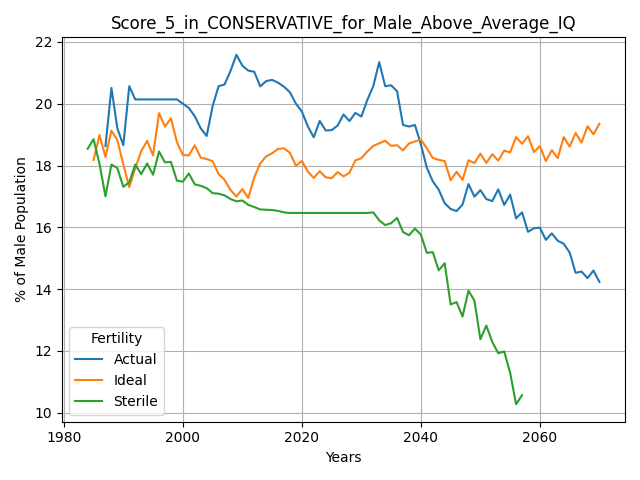 Score_5_in_CONSERVATIVE_for_Male_Above_Average_IQ
% of Male Population
22
20
18
16
14
12
10
Fertility
Actual
Ideal
Sterile
1980 2000 2020 2040 2060
Years